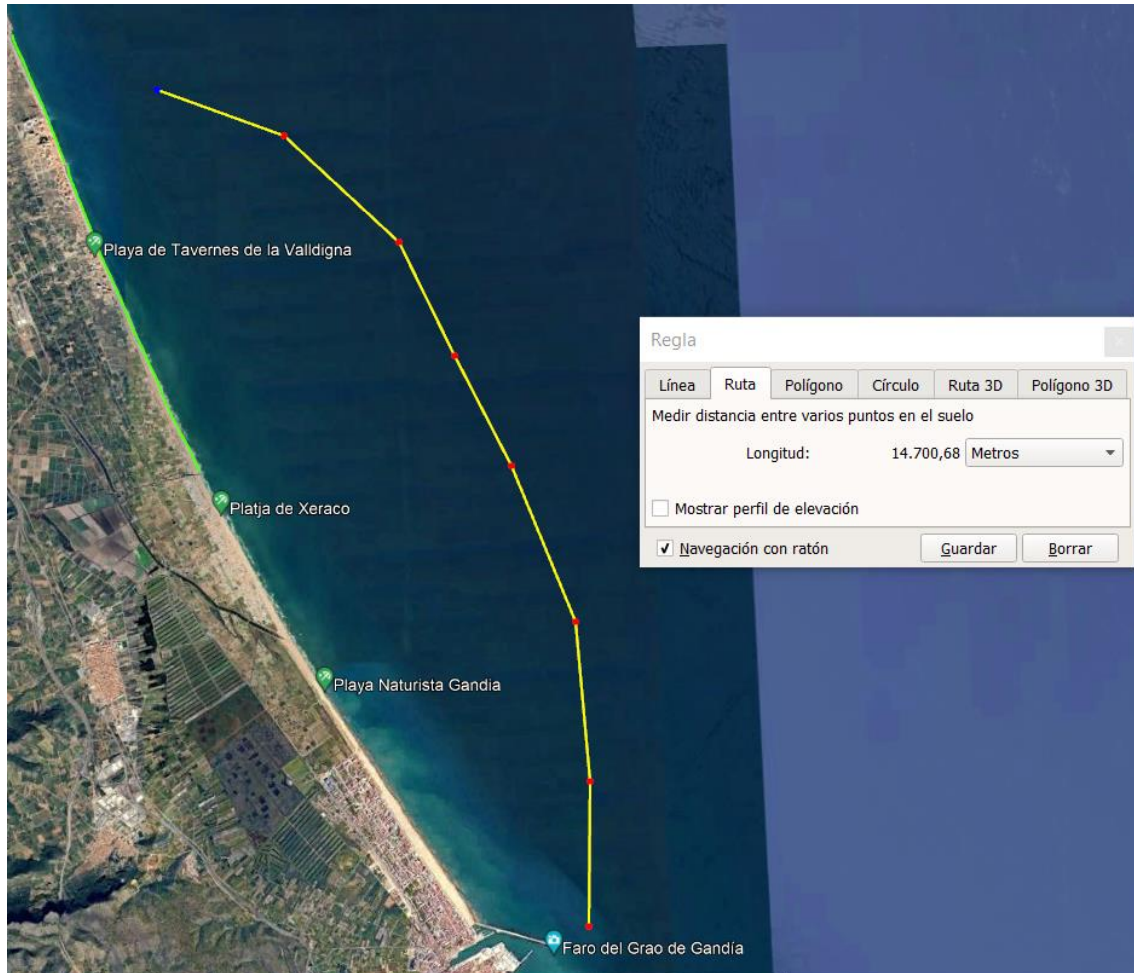 Playa de Tavernes de la Valldigna
Regla
Línea Ruta Polígono Círculo Ruta 3D Polígono 3D
Medir distancia entre varios puntos en el suelo
Longitud: 14.700,68 Metros
Platja de Xeraco
Mostrar perfil de elevación
Navegación con ratón Guardar Borrar
Playa Naturista Gandia
Faro del Grao de Gandía